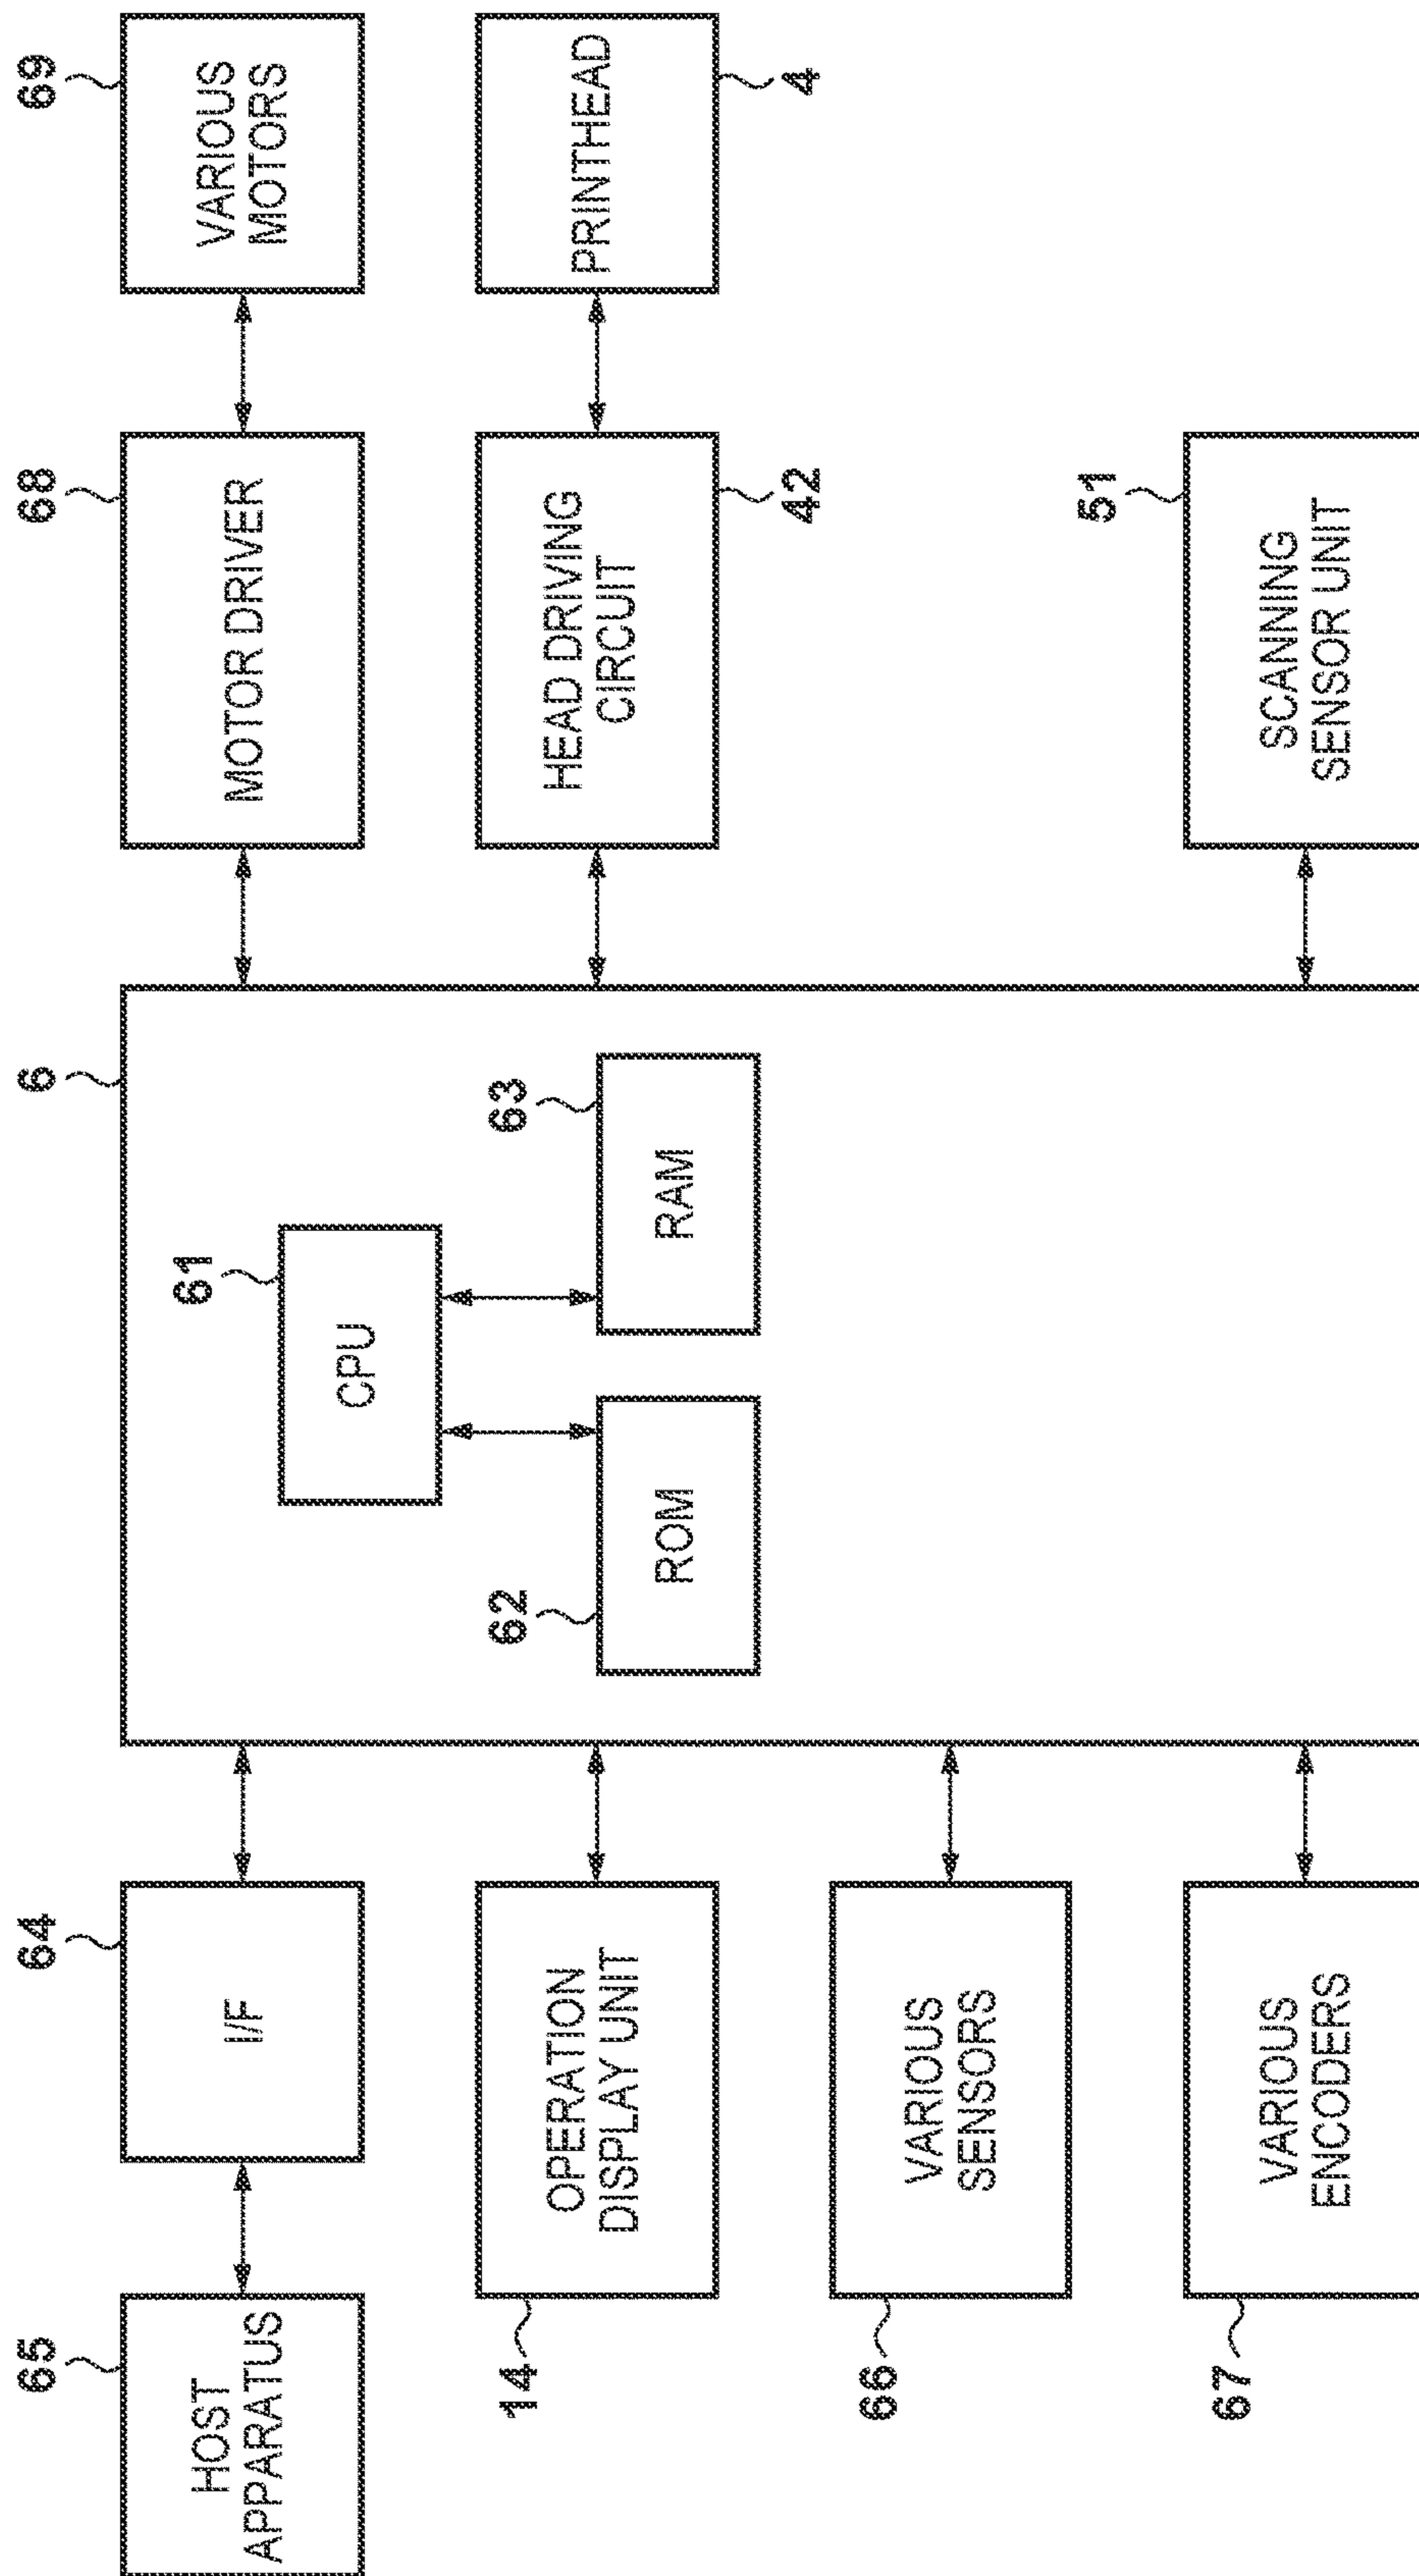 65
HOST
APPARATUS
64
I/F
6
61
CPU
62
ROM
63
RAM
68
MOTOR DRIVER
69
VARIOUS
MOTORS
14
OPERATION
DISPLAY UNIT
HEAD DRIVING
CIRCUIT
42
PRINTHEAD
4
66
VARIOUS
SENSORS
67
VARIOUS
ENCODERS
51
SCANNING
SENSOR UNIT